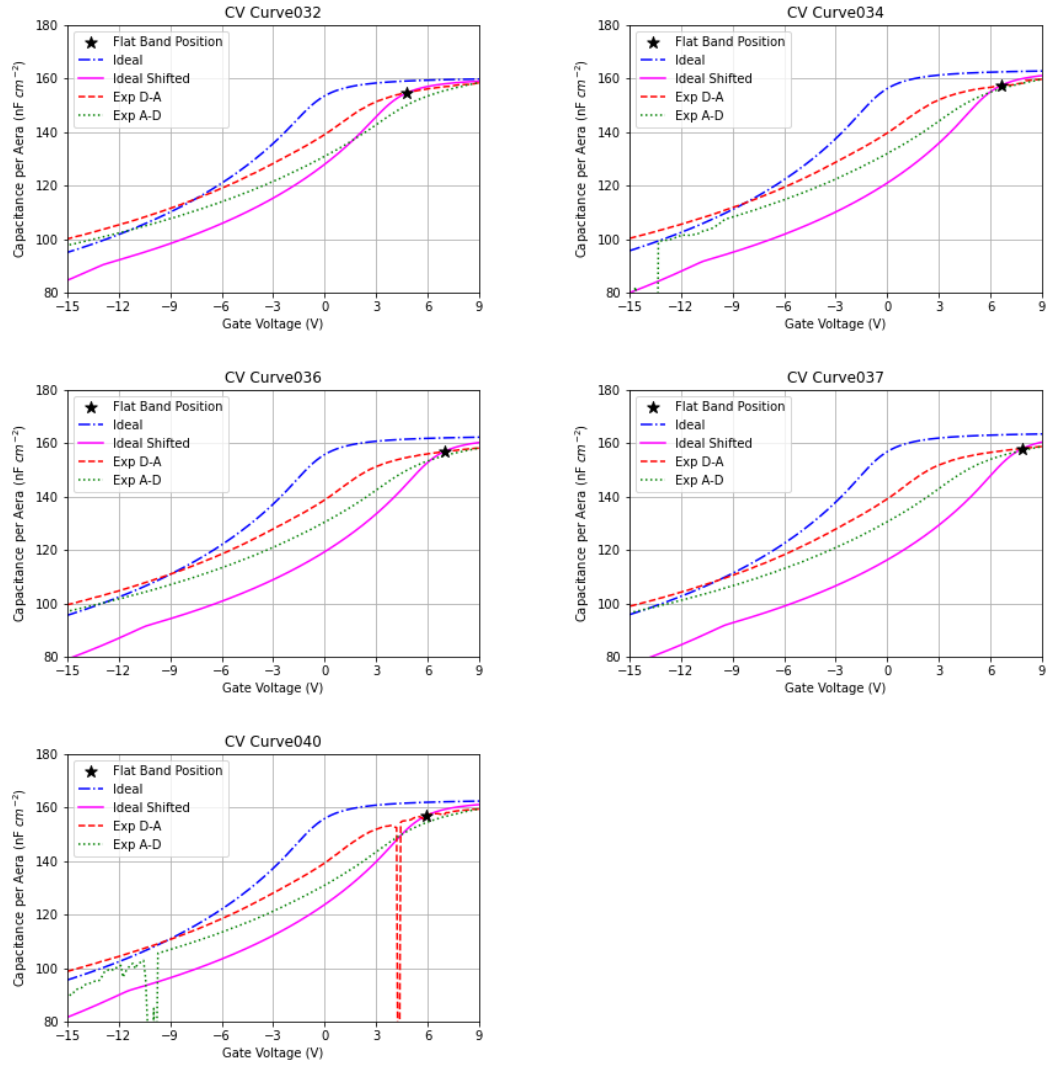 CV Curve032
Capacitance per Aera (nF cm⁻²)
180
160
140
120
100
80
Flat Band Position
Ideal
Ideal Shifted
Exp D-A
Exp A-D
−15 −12 −9 −6 −3 0 3 6 9
Gate Voltage (V)
CV Curve034
Capacitance per Aera (nF cm⁻²)
180
160
140
120
100
80
Flat Band Position
Ideal
Ideal Shifted
Exp D-A
Exp A-D
−15 −12 −9 −6 −3 0 3 6 9
Gate Voltage (V)
CV Curve036
Capacitance per Aera (nF cm⁻²)
180
160
140
120
100
80
Flat Band Position
Ideal
Ideal Shifted
Exp D-A
Exp A-D
−15 −12 −9 −6 −3 0 3 6 9
Gate Voltage (V)
CV Curve037
Capacitance per Aera (nF cm⁻²)
180
160
140
120
100
80
Flat Band Position
Ideal
Ideal Shifted
Exp D-A
Exp A-D
−15 −12 −9 −6 −3 0 3 6 9
Gate Voltage (V)
CV Curve040
Capacitance per Aera (nF cm⁻²)
180
160
140
120
100
80
Flat Band Position
Ideal
Ideal Shifted
Exp D-A
Exp A-D
−15 −12 −9 −6 −3 0 3 6 9
Gate Voltage (V)